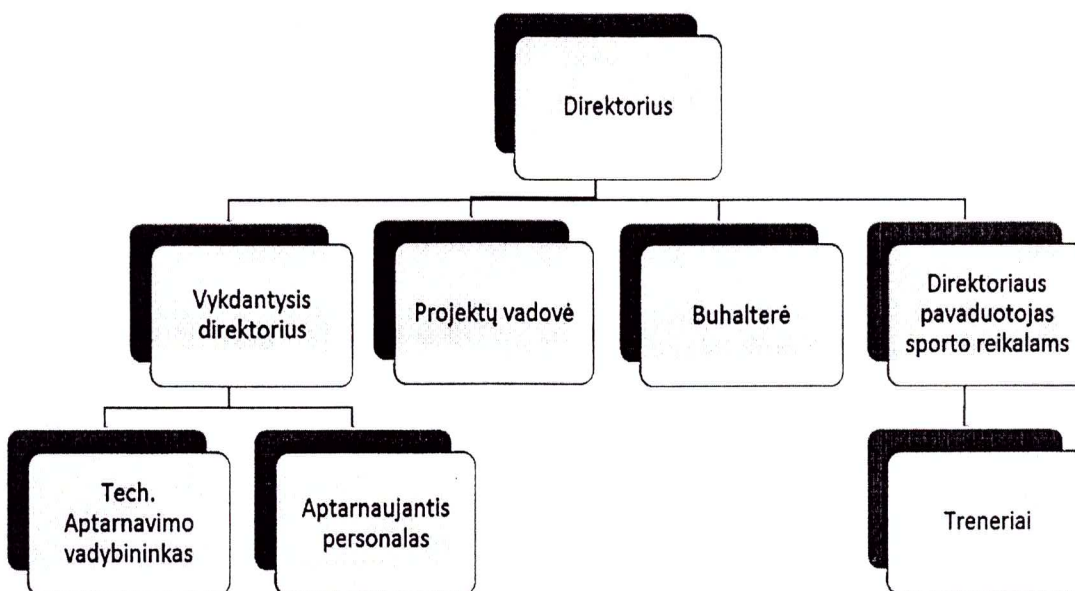 Direktorius
Vykdantysis
direktorius
Projektų vadovė
Buhalterė
Direktoriaus
pavaduotojas
sporto reikalams
Tech.
Aptarnavimo
vadybininkas
Aptarnaujantis
personalas
Treneriai